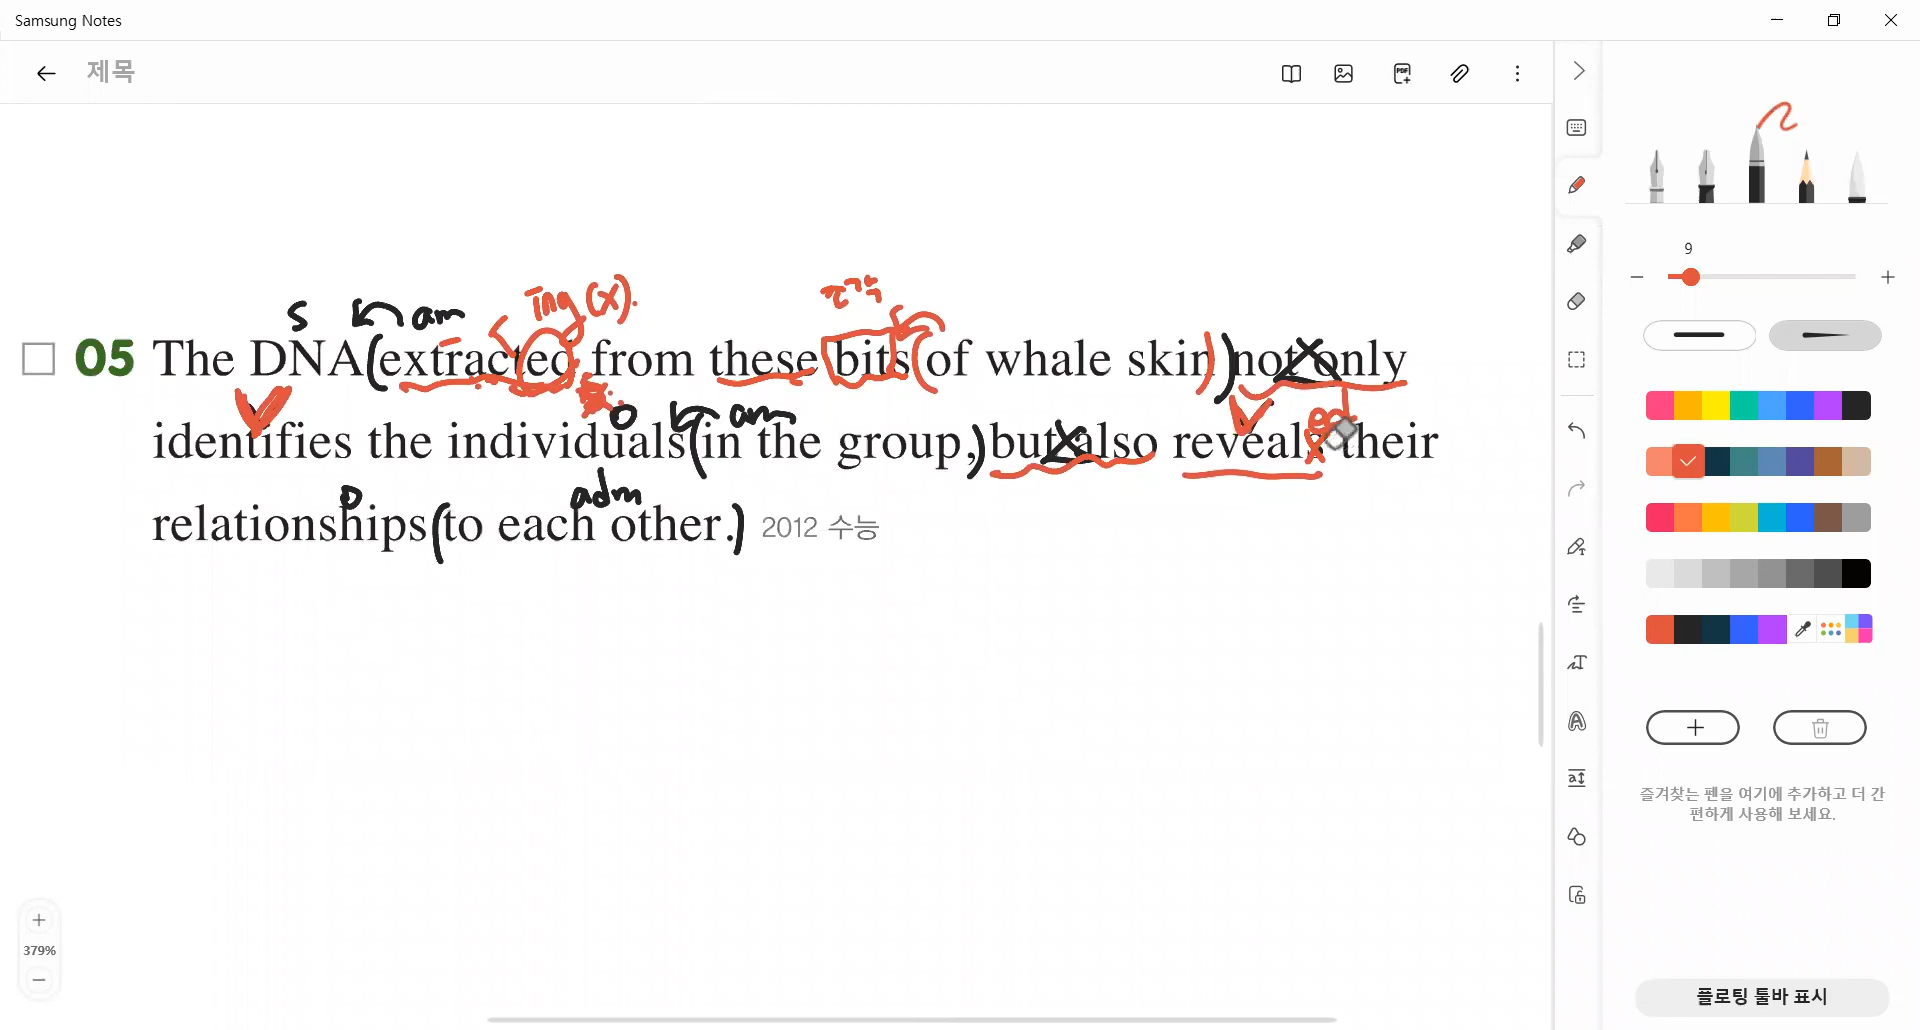 Samsung Notes
제목
9
S am ing (x).
05 The DNA(extracted from these bits(of whale skin))not only
O am
identifies the individuals(in the group,)but also reveals their
o adm
relationships(to each other.) 2012 수능
379%
즐겨찾는 펜을 여기에 추가하고 더 간
편하게 사용해 보세요.
플로팅 툴바 표시